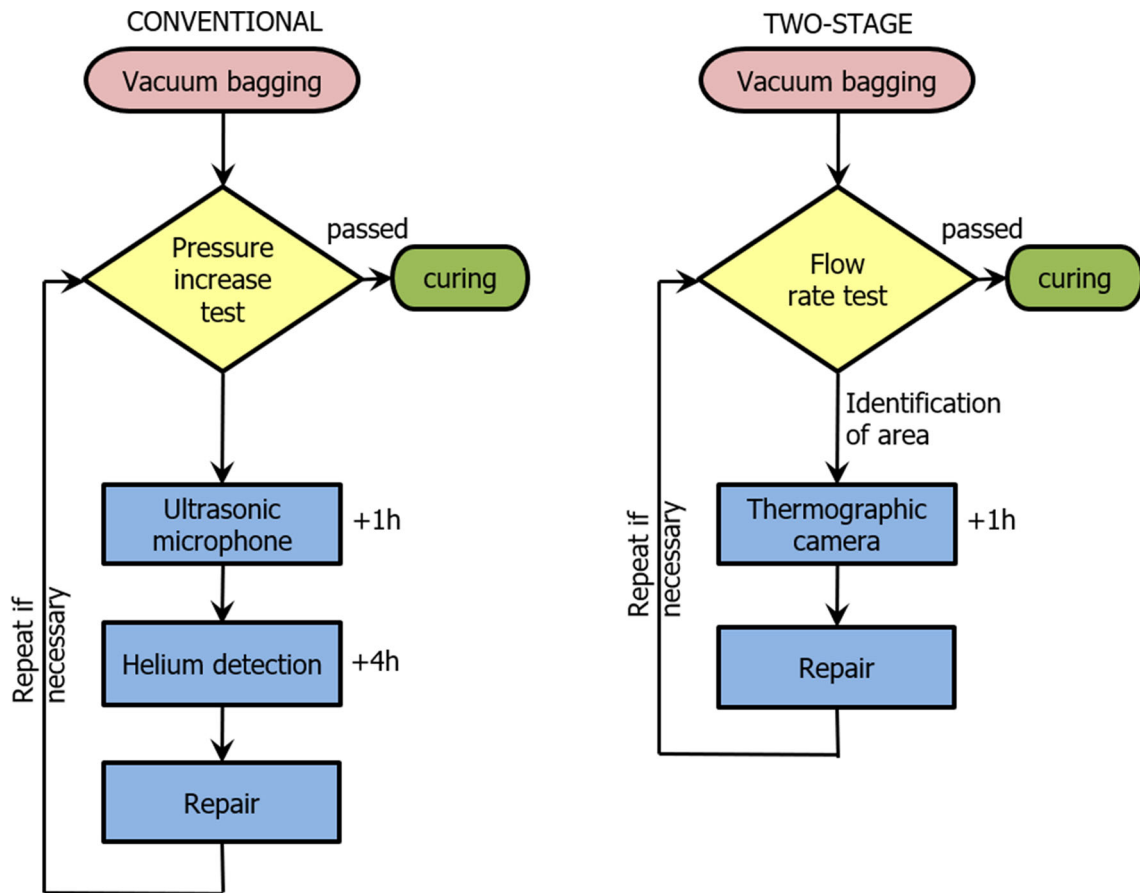 CONVENTIONAL
Vacuum bagging
Pressure
increase
test
passed
curing
Ultrasonic
microphone
+1h
Helium detection
+4h
Repair
Repeat if
necessary
TWO-STAGE
Vacuum bagging
Flow
rate test
passed
curing
Identification
of area
Thermographic
camera
+1h
Repair
Repeat if
necessary